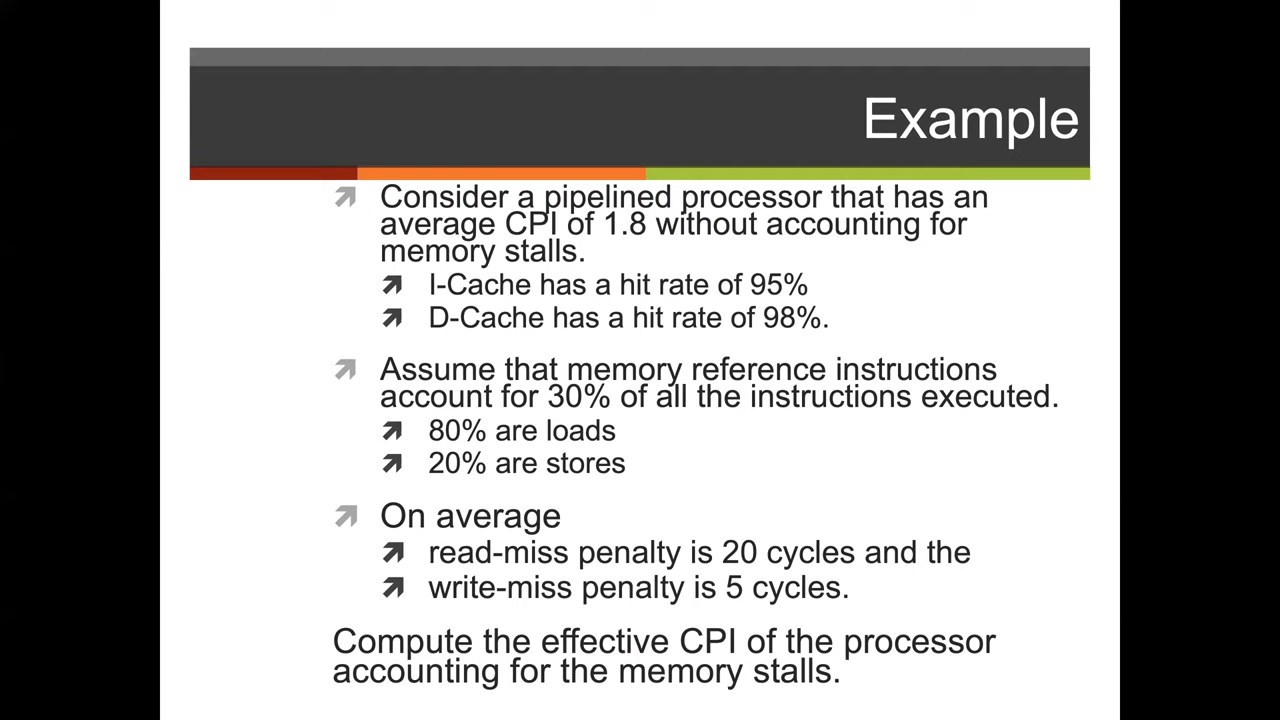 Example
Consider a pipelined processor that has an
average CPI of 1.8 without accounting for
memory stalls.
I-Cache has a hit rate of 95%
D-Cache has a hit rate of 98%.
Assume that memory reference instructions
account for 30% of all the instructions executed.
80% are loads
20% are stores
On average
read-miss penalty is 20 cycles and the
write-miss penalty is 5 cycles.
Compute the effective CPI of the processor
accounting for the memory stalls.